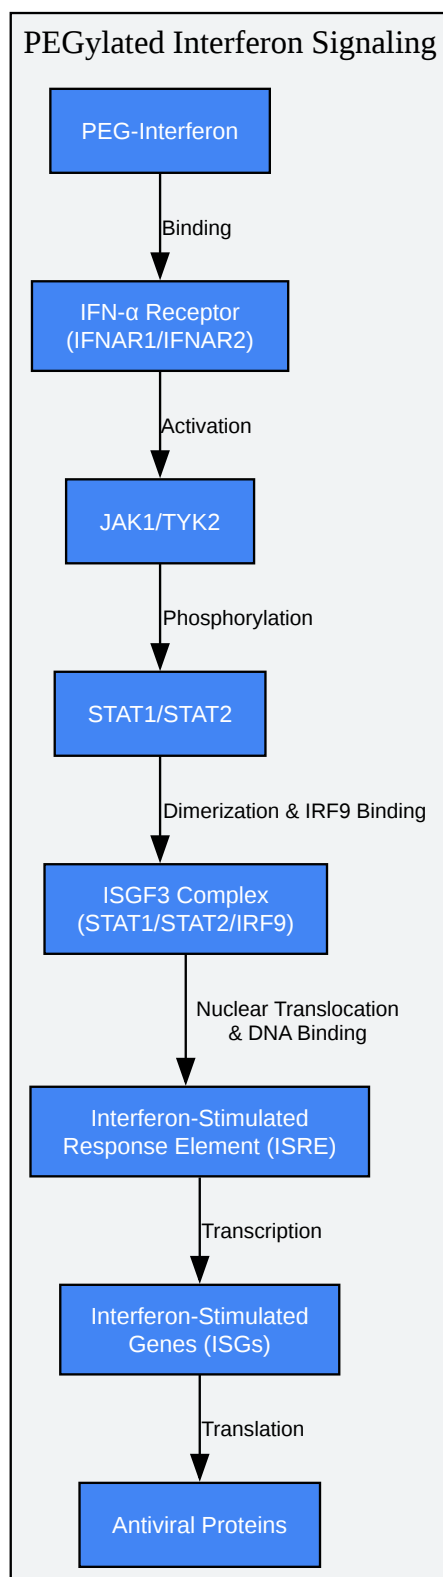 PEGylated Interferon Signaling
PEG-Interferon
Binding
IFN-α Receptor
(IFNAR1/IFNAR2)
Activation
JAK1/TYK2
Phosphorylation
STAT1/STAT2
Dimerization & IRF9 Binding
ISGF3 Complex
(STAT1/STAT2/IRF9)
Nuclear Translocation
& DNA Binding
Interferon-Stimulated
Response Element (ISRE)
Transcription
Interferon-Stimulated
Genes (ISGs)
Translation
Antiviral Proteins